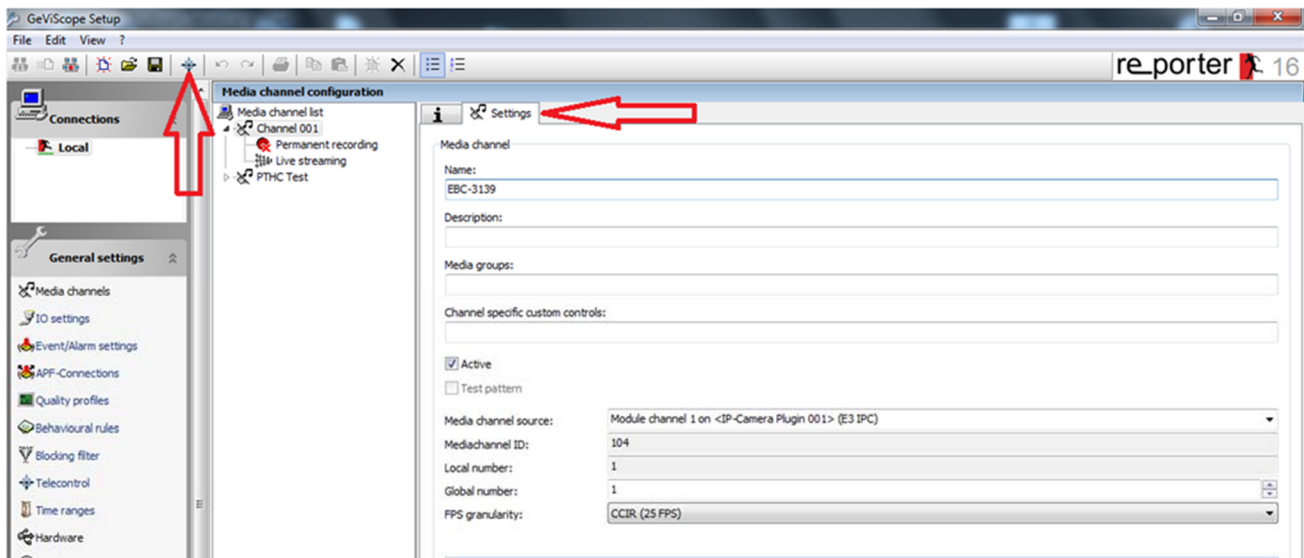 GeViScope Setup
File Edit View ?
re_porter 16
Connections
Local
General settings
Media channels
IO settings
Event/Alarm settings
APF-Connections
Quality profiles
Behavioural rules
Blocking filter
Telecontrol
Time ranges
Hardware
Media channel configuration
Media channel list
Channel 001
Permanent recording
Live streaming
PTHC Test
i Settings
Media channel
Name:
EBC-3139
Description:
Media groups:
Channel specific custom controls:
Active
Test pattern
Media channel source: Module channel 1 on <IP-Camera Plugin 001> (E3 IPC)
Mediachannel ID: 104
Local number: 1
Global number: 1
FPS granularity: CCIR (25 FPS)